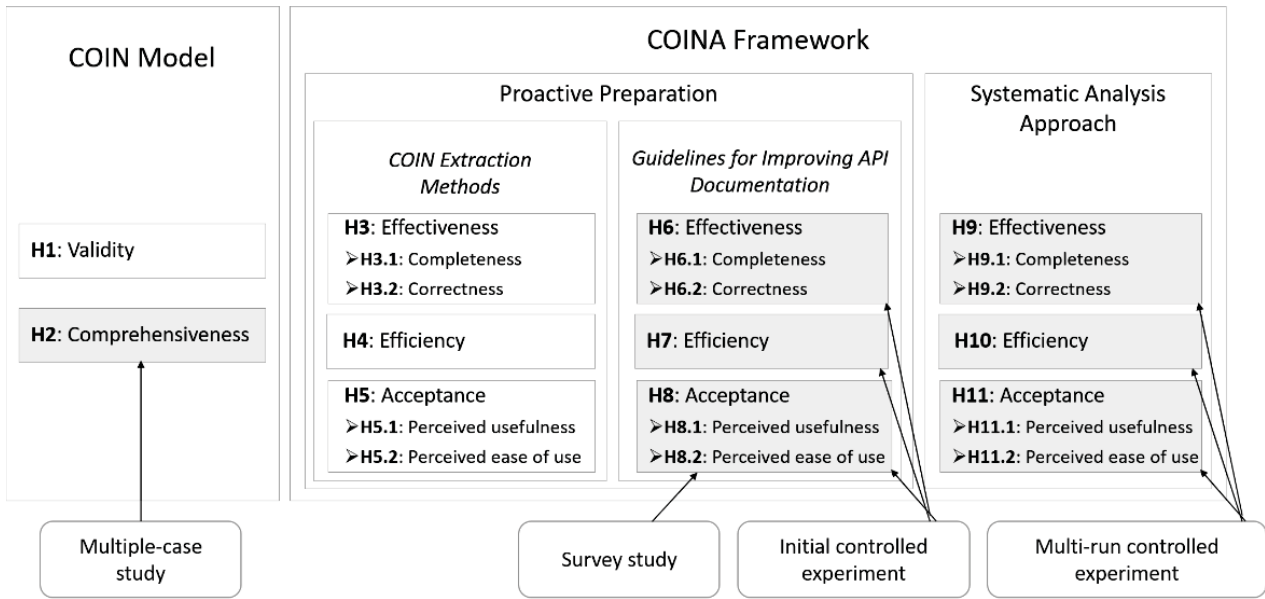 COIN Model
H1: Validity
H2: Comprehensiveness
COINA Framework
Proactive Preparation
COIN Extraction
Methods
H3: Effectiveness
➢H3.1: Completeness
➢H3.2: Correctness
H4: Efficiency
H5: Acceptance
➢H5.1: Perceived usefulness
➢H5.2: Perceived ease of use
Guidelines for Improving API
Documentation
H6: Effectiveness
➢H6.1: Completeness
➢H6.2: Correctness
H7: Efficiency
H8: Acceptance
➢H8.1: Perceived usefulness
➢H8.2: Perceived ease of use
Systematic Analysis
Approach
H9: Effectiveness
➢H9.1: Completeness
➢H9.2: Correctness
H10: Efficiency
H11: Acceptance
➢H11.1: Perceived usefulness
➢H11.2: Perceived ease of use
Multiple-case
study
Survey study
Initial controlled
experiment
Multi-run controlled
experiment